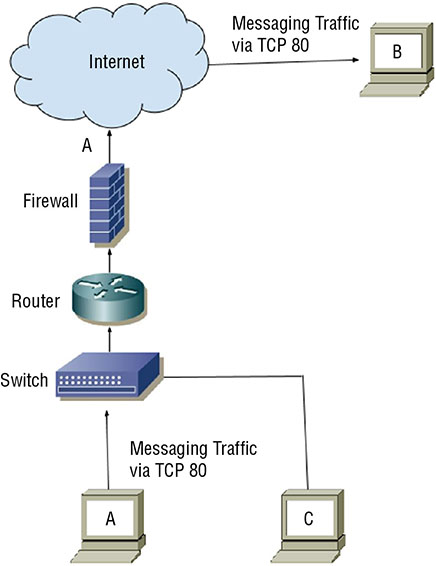 Messaging Traffic
via TCP 80
Internet
B
A
Firewall
Router
Switch
Messaging Traffic
via TCP 80
A
C